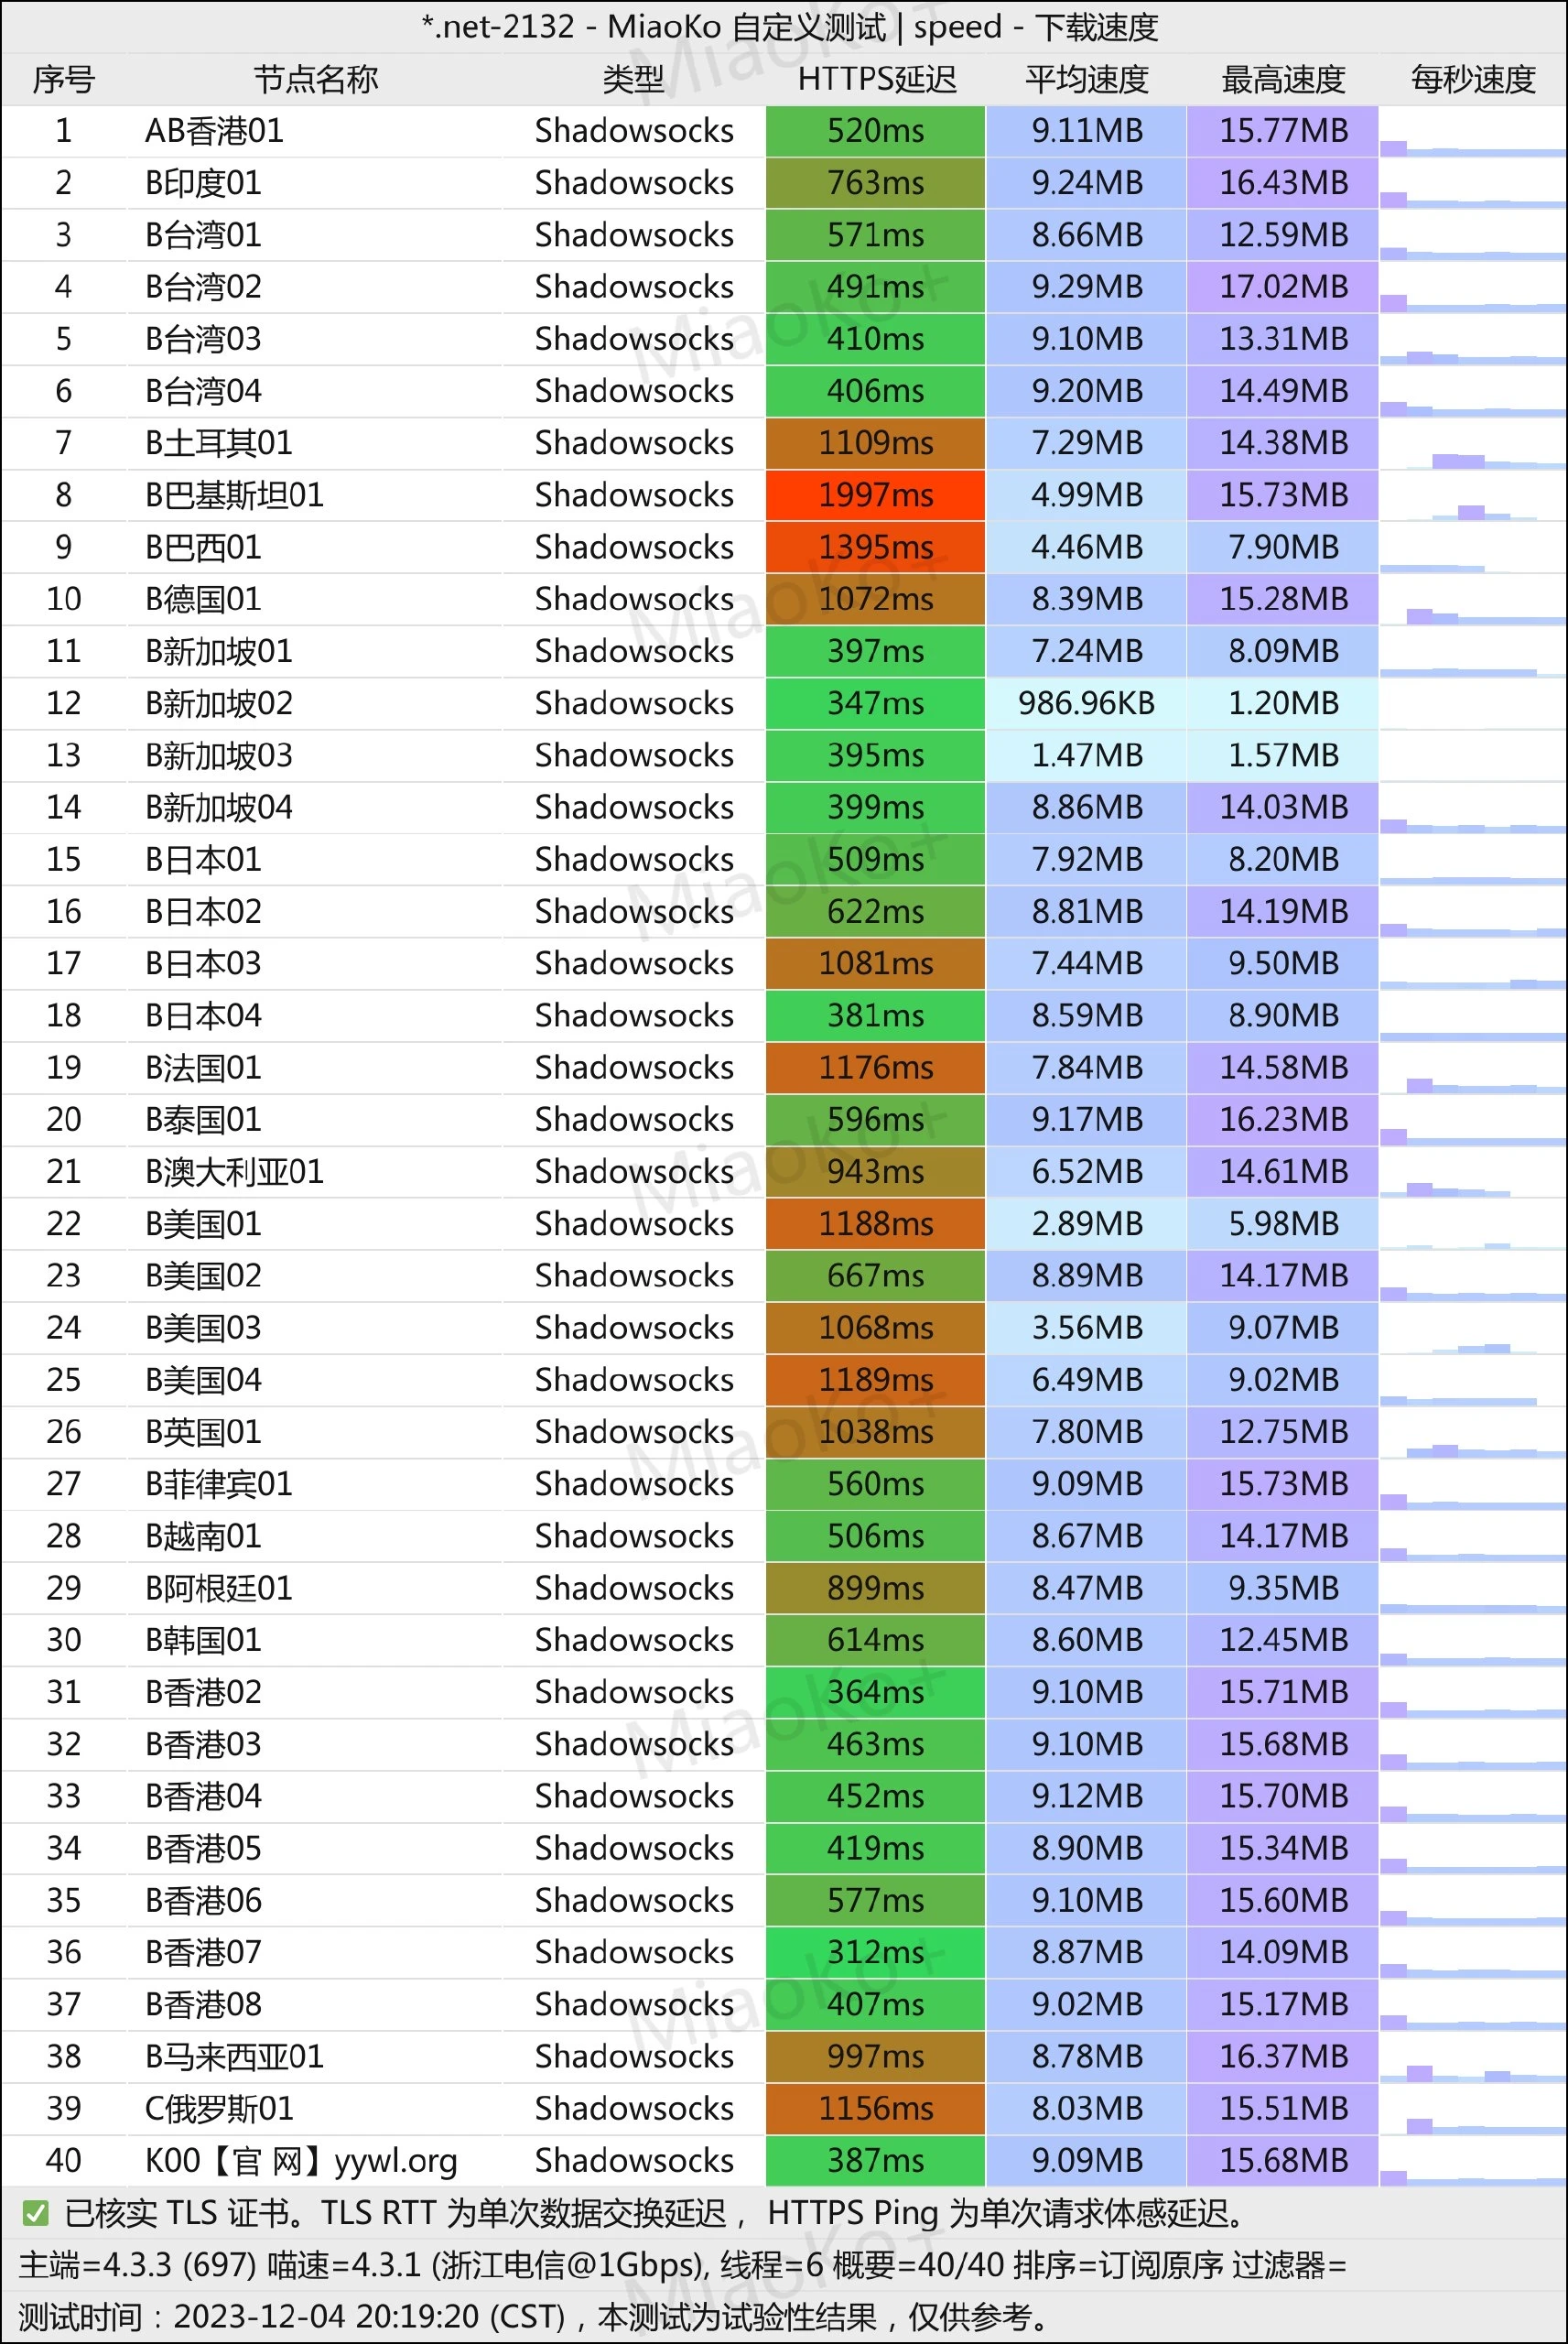 *.net-2132 - MiaoKo 自定义测试 | speed - 下载速度
序号 节点名称 类型 HTTPS延迟 平均速度 最高速度 每秒速度
1 AB香港01 Shadowsocks 520ms 9.11MB 15.77MB
2 B印度01 Shadowsocks 763ms 9.24MB 16.43MB
3 B台湾01 Shadowsocks 571ms 8.66MB 12.59MB
4 B台湾02 Shadowsocks 491ms 9.29MB 17.02MB
5 B台湾03 Shadowsocks 410ms 9.10MB 13.31MB
6 B台湾04 Shadowsocks 406ms 9.20MB 14.49MB
7 B土耳其01 Shadowsocks 1109ms 7.29MB 14.38MB
8 B巴基斯坦01 Shadowsocks 1997ms 4.99MB 15.73MB
9 B巴西01 Shadowsocks 1395ms 4.46MB 7.90MB
10 B德国01 Shadowsocks 1072ms 8.39MB 15.28MB
11 B新加坡01 Shadowsocks 397ms 7.24MB 8.09MB
12 B新加坡02 Shadowsocks 347ms 986.96KB 1.20MB
13 B新加坡03 Shadowsocks 395ms 1.47MB 1.57MB
14 B新加坡04 Shadowsocks 399ms 8.86MB 14.03MB
15 B日本01 Shadowsocks 509ms 7.92MB 8.20MB
16 B日本02 Shadowsocks 622ms 8.81MB 14.19MB
17 B日本03 Shadowsocks 1081ms 7.44MB 9.50MB
18 B日本04 Shadowsocks 381ms 8.59MB 8.90MB
19 B法国01 Shadowsocks 1176ms 7.84MB 14.58MB
20 B泰国01 Shadowsocks 596ms 9.17MB 16.23MB
21 B澳大利亚01 Shadowsocks 943ms 6.52MB 14.61MB
22 B美国01 Shadowsocks 1188ms 2.89MB 5.98MB
23 B美国02 Shadowsocks 667ms 8.89MB 14.17MB
24 B美国03 Shadowsocks 1068ms 3.56MB 9.07MB
25 B美国04 Shadowsocks 1189ms 6.49MB 9.02MB
26 B英国01 Shadowsocks 1038ms 7.80MB 12.75MB
27 B菲律宾01 Shadowsocks 560ms 9.09MB 15.73MB
28 B越南01 Shadowsocks 506ms 8.67MB 14.17MB
29 B阿根廷01 Shadowsocks 899ms 8.47MB 9.35MB
30 B韩国01 Shadowsocks 614ms 8.60MB 12.45MB
31 B香港02 Shadowsocks 364ms 9.10MB 15.71MB
32 B香港03 Shadowsocks 463ms 9.10MB 15.68MB
33 B香港04 Shadowsocks 452ms 9.12MB 15.70MB
34 B香港05 Shadowsocks 419ms 8.90MB 15.34MB
35 B香港06 Shadowsocks 577ms 9.10MB 15.60MB
36 B香港07 Shadowsocks 312ms 8.87MB 14.09MB
37 B香港08 Shadowsocks 407ms 9.02MB 15.17MB
38 B马来西亚01 Shadowsocks 997ms 8.78MB 16.37MB
39 C俄罗斯01 Shadowsocks 1156ms 8.03MB 15.51MB
40 K00【官 网】yywl.org Shadowsocks 387ms 9.09MB 15.68MB
✅ 已核实 TLS 证书。TLS RTT 为单次数据交换延迟， HTTPS Ping 为单次请求体感延迟。
主端=4.3.3 (697) 喵速=4.3.1 (浙江电信@1Gbps), 线程=6 概要=40/40 排序=订阅原序 过滤器=
测试时间：2023-12-04 20:19:20 (CST)，本测试为试验性结果，仅供参考。
MiaoKo+
MiaoKo+
MiaoKo+
MiaoKo+
MiaoKo+
MiaoKo+
MiaoKo+
MiaoKo+
MiaoKo+